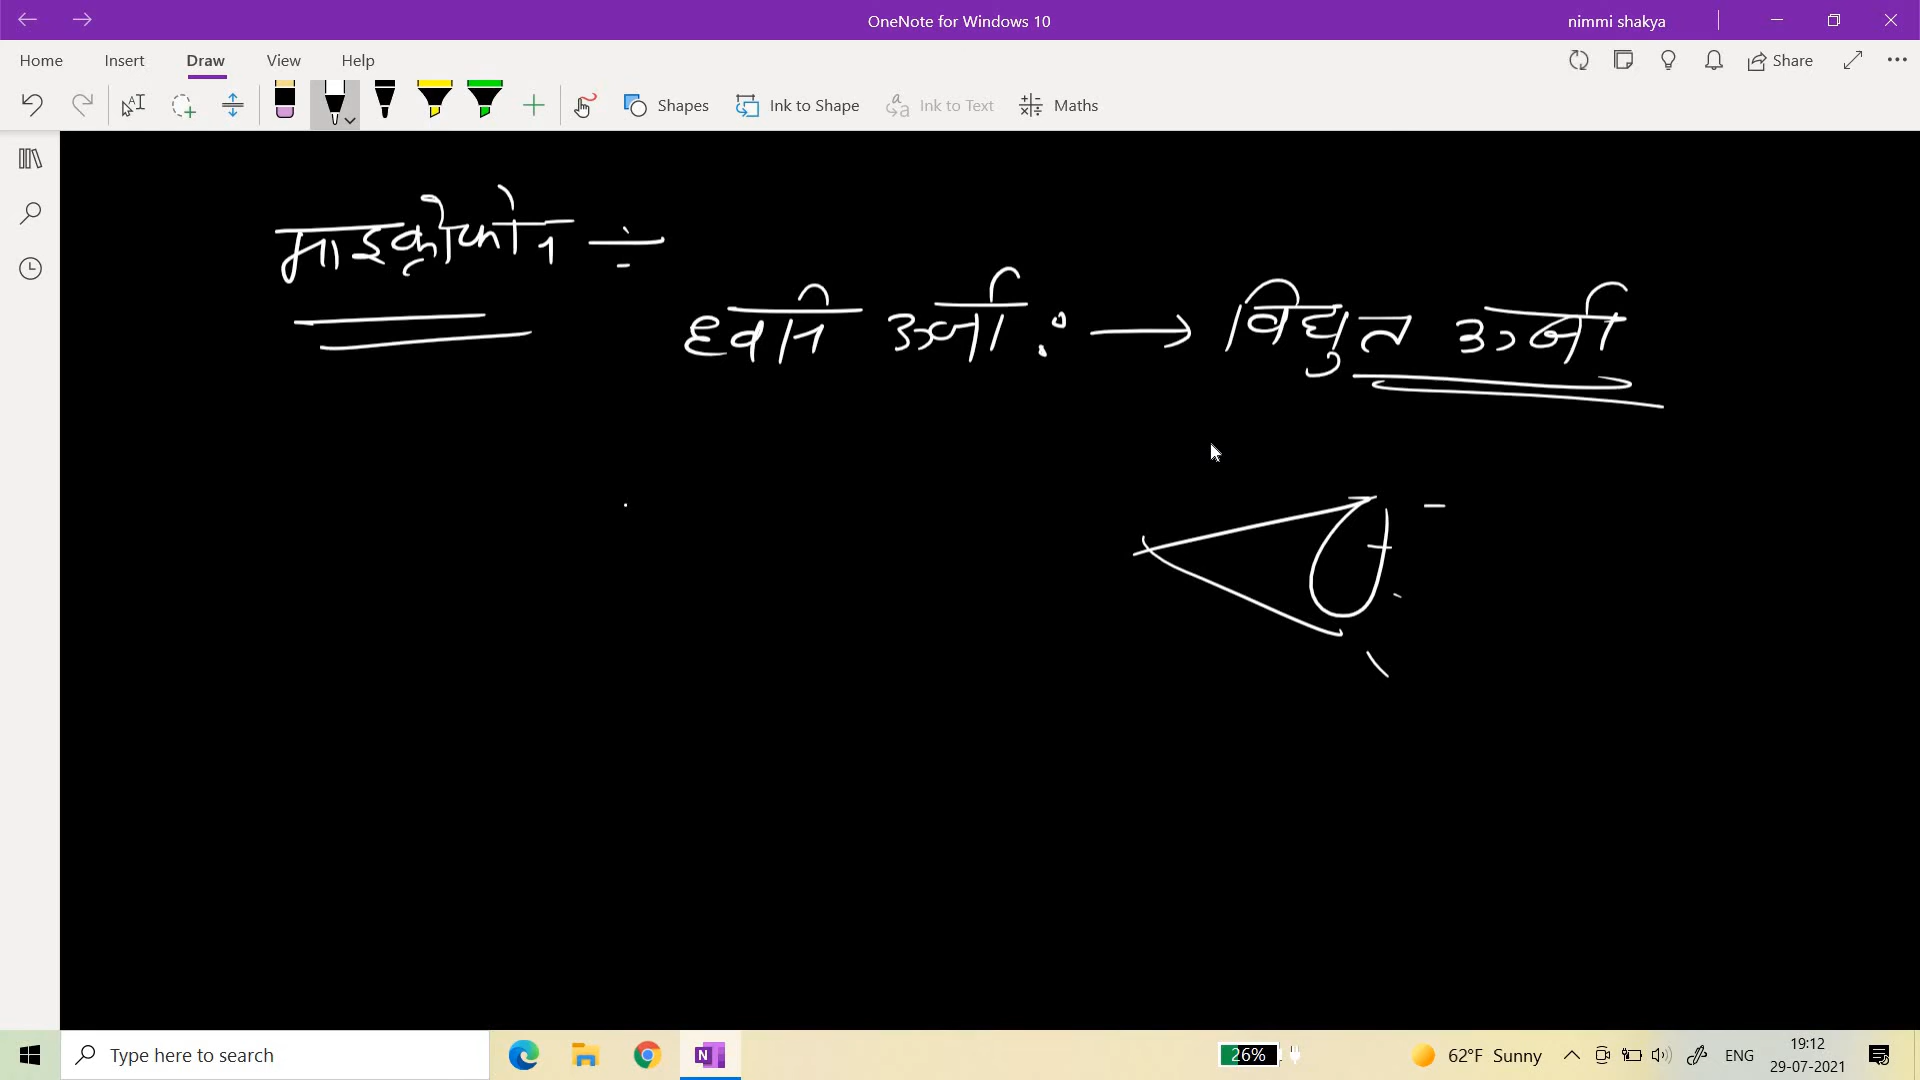 OneNote for Windows 10
nimmi shakya
Home Insert Draw View Help
Share
Shapes Ink to Shape Ink to Text Maths
माइक्रोफोन ÷
ध्वनि ऊर्जा : → विद्युत ऊर्जा
Type here to search
26%
62°F Sunny
ENG
19:12
29-07-2021